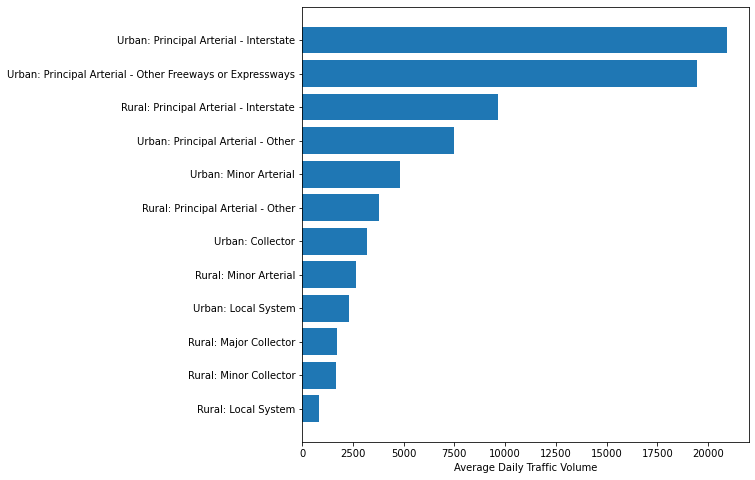 Urban: Principal Arterial - Interstate
Urban: Principal Arterial - Other Freeways or Expressways
Rural: Principal Arterial - Interstate
Urban: Principal Arterial - Other
Urban: Minor Arterial
Rural: Principal Arterial - Other
Urban: Collector
Rural: Minor Arterial
Urban: Local System
Rural: Major Collector
Rural: Minor Collector
Rural: Local System
0 2500 5000 7500 10000 12500 15000 17500 20000
Average Daily Traffic Volume